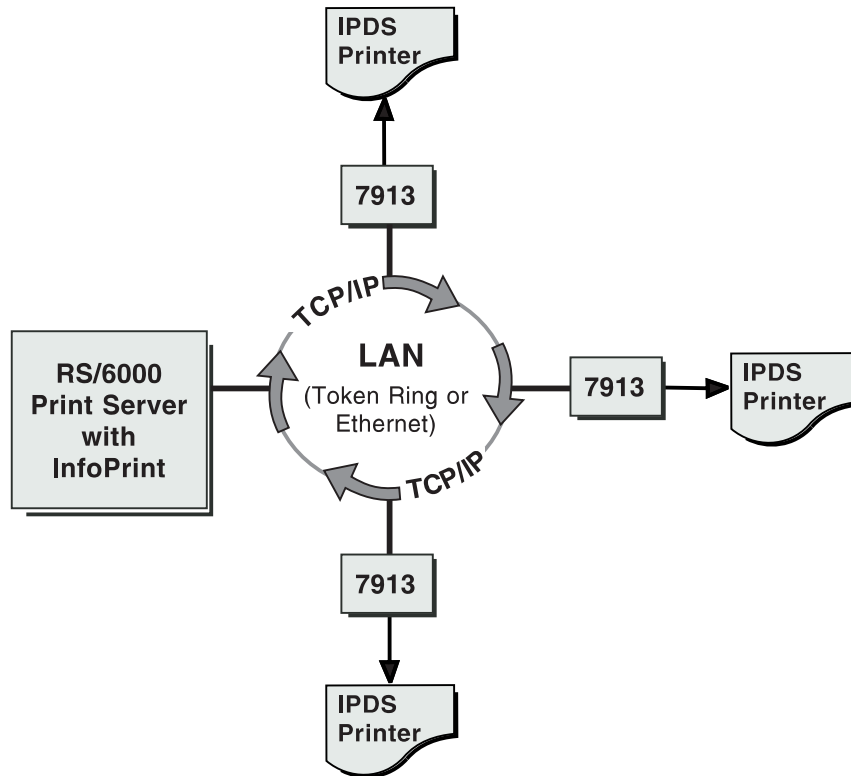 IPDS
Printer
7913
TCP/IP
LAN
(Token Ring or
Ethernet)
RS/6000
Print Server
with
InfoPrint
7913
IPDS
Printer
TCP/IP
7913
IPDS
Printer